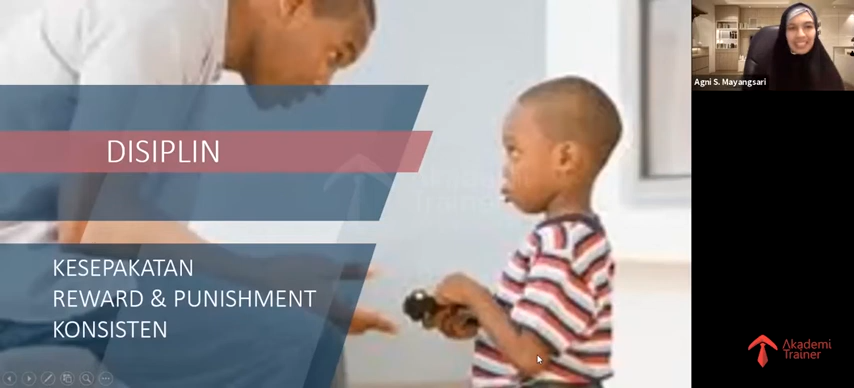 DISIPLIN
KESEPAKATAN
REWARD & PUNISHMENT
KONSISTEN
Agni S. Mayangsari
Akademi
Trainer